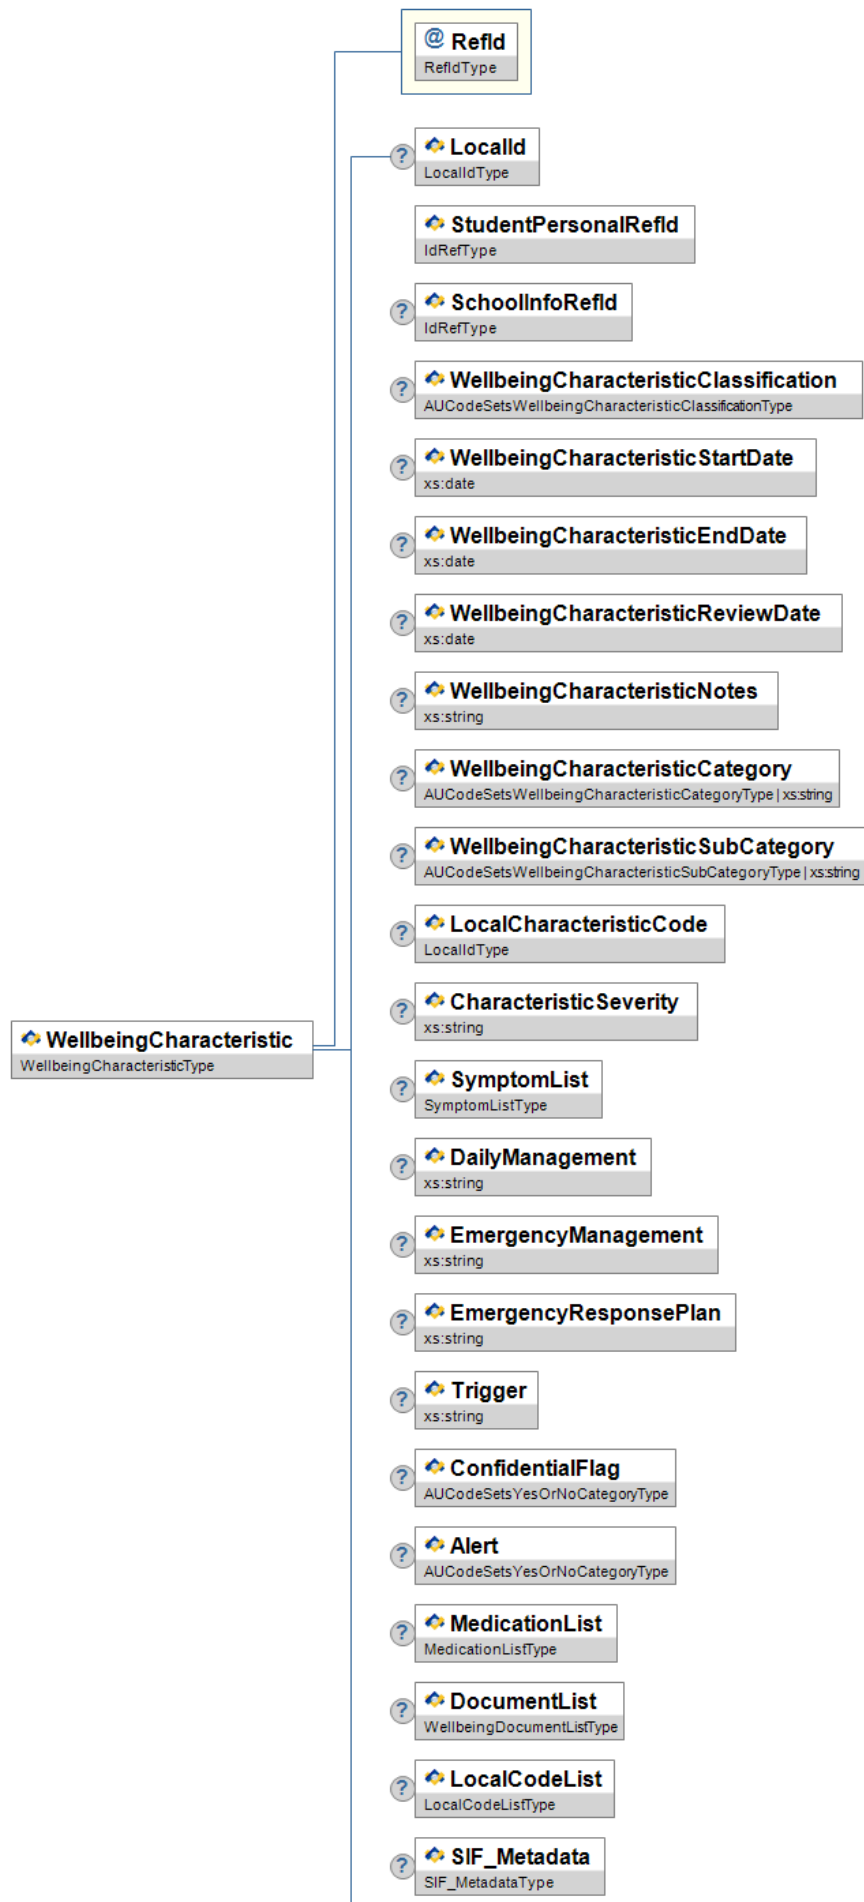 @ RefId
RefIdType
? LocalId
LocalIdType
StudentPersonalRefId
IdRefType
? SchoolInfoRefId
IdRefType
? WellbeingCharacteristicClassification
AUCodeSetsWellbeingCharacteristicClassificationType
? WellbeingCharacteristicStartDate
xs:date
? WellbeingCharacteristicEndDate
xs:date
? WellbeingCharacteristicReviewDate
xs:date
? WellbeingCharacteristicNotes
xs:string
? WellbeingCharacteristicCategory
AUCodeSetsWellbeingCharacteristicCategoryType | xs:string
? WellbeingCharacteristicSubCategory
AUCodeSetsWellbeingCharacteristicSubCategoryType | xs:string
? LocalCharacteristicCode
LocalIdType
? CharacteristicSeverity
xs:string
WellbeingCharacteristic
WellbeingCharacteristicType
? SymptomList
SymptomListType
? DailyManagement
xs:string
? EmergencyManagement
xs:string
? EmergencyResponsePlan
xs:string
? Trigger
xs:string
? ConfidentialFlag
AUCodeSetsYesOrNoCategoryType
? Alert
AUCodeSetsYesOrNoCategoryType
? MedicationList
MedicationListType
? DocumentList
WellbeingDocumentListType
? LocalCodeList
LocalCodeListType
? SIF_Metadata
SIF_MetadataType